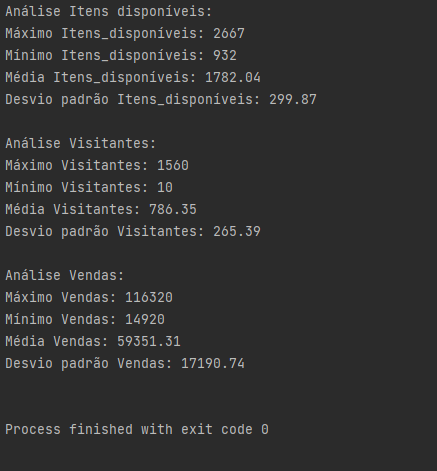 Análise Itens disponíveis:
Máximo Itens_disponíveis: 2667
Mínimo Itens_disponíveis: 932
Média Itens_disponíveis: 1782.04
Desvio padrão Itens_disponíveis: 299.87
Análise Visitantes:
Máximo Visitantes: 1560
Mínimo Visitantes: 10
Média Visitantes: 786.35
Desvio padrão Visitantes: 265.39
Análise Vendas:
Máximo Vendas: 116320
Mínimo Vendas: 14920
Média Vendas: 59351.31
Desvio padrão Vendas: 17190.74
Process finished with exit code 0